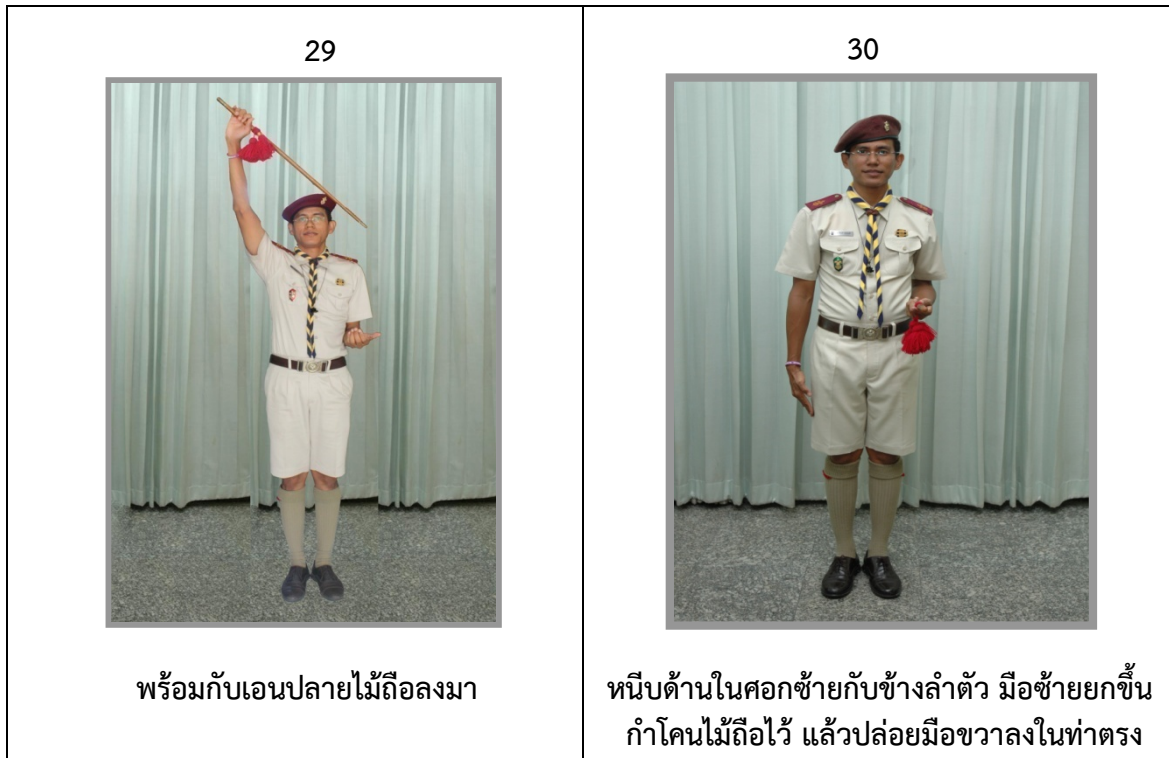 29
พร้อมกับเอนปลายไม้ถือลงมา
30
หนีบด้านในศอกซ้ายกับข้างลำตัว มือซ้ายยกขึ้น
กำโคนไม้ถือไว้ แล้วปล่อยมือขวาลงในท่าตรง